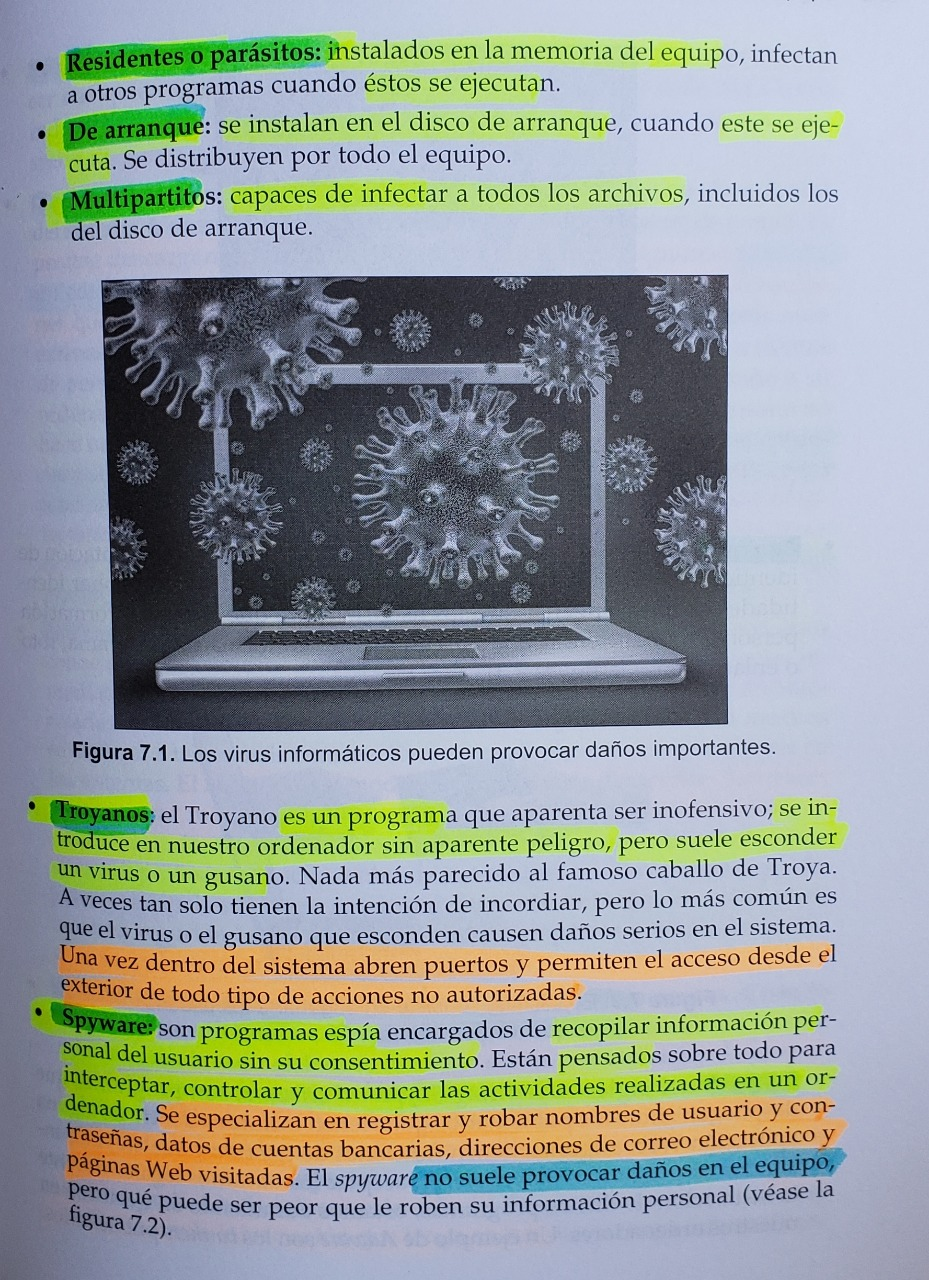 • Residentes o parásitos: instalados en la memoria del equipo, infectan
a otros programas cuando éstos se ejecutan.
• De arranque: se instalan en el disco de arranque, cuando este se eje-
cuta. Se distribuyen por todo el equipo.
• Multipartitos: capaces de infectar a todos los archivos, incluidos los
del disco de arranque.
Figura 7.1. Los virus informáticos pueden provocar daños importantes.
• Troyanos: el Troyano es un programa que aparenta ser inofensivo; se in-
troduce en nuestro ordenador sin aparente peligro, pero suele esconder
un virus o un gusano. Nada más parecido al famoso caballo de Troya.
A veces tan solo tienen la intención de incordiar, pero lo más común es
que el virus o el gusano que esconden causen daños serios en el sistema.
Una vez dentro del sistema abren puertos y permiten el acceso desde el
exterior de todo tipo de acciones no autorizadas.
• Spyware: son programas espía encargados de recopilar información per-
sonal del usuario sin su consentimiento. Están pensados sobre todo para
interceptar, controlar y comunicar las actividades realizadas en un or-
denador. Se especializan en registrar y robar nombres de usuario y con-
traseñas, datos de cuentas bancarias, direcciones de correo electrónico y
páginas Web visitadas. El spyware no suele provocar daños en el equipo,
pero qué puede ser peor que le roben su información personal (véase la
figura 7.2).